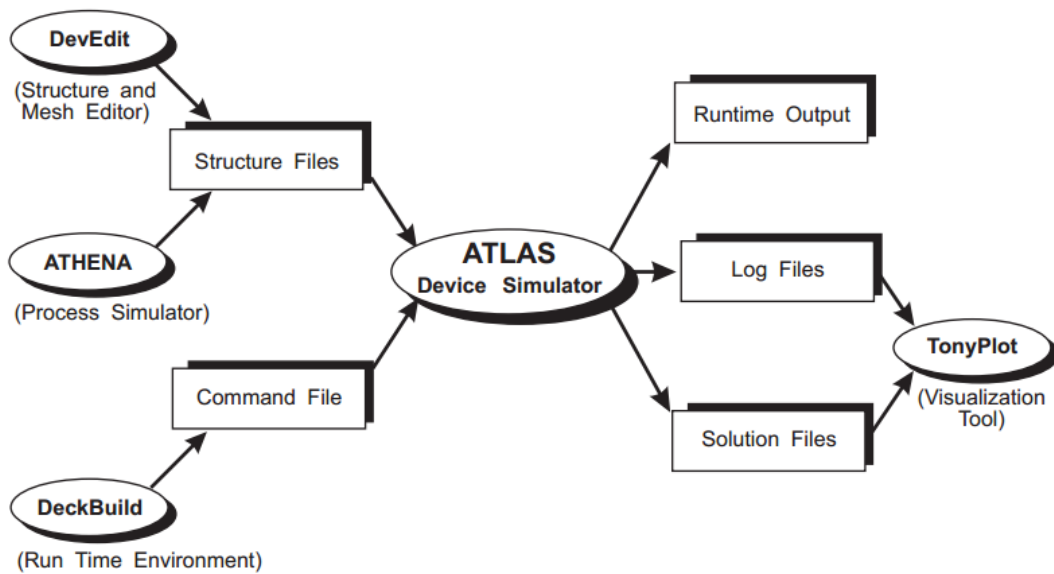 DevEdit
(Structure and
Mesh Editor)
Structure Files
ATHENA
(Process Simulator)
Command File
DeckBuild
(Run Time Environment)
ATLAS
Device Simulator
Runtime Output
Log Files
Solution Files
TonyPlot
(Visualization
Tool)